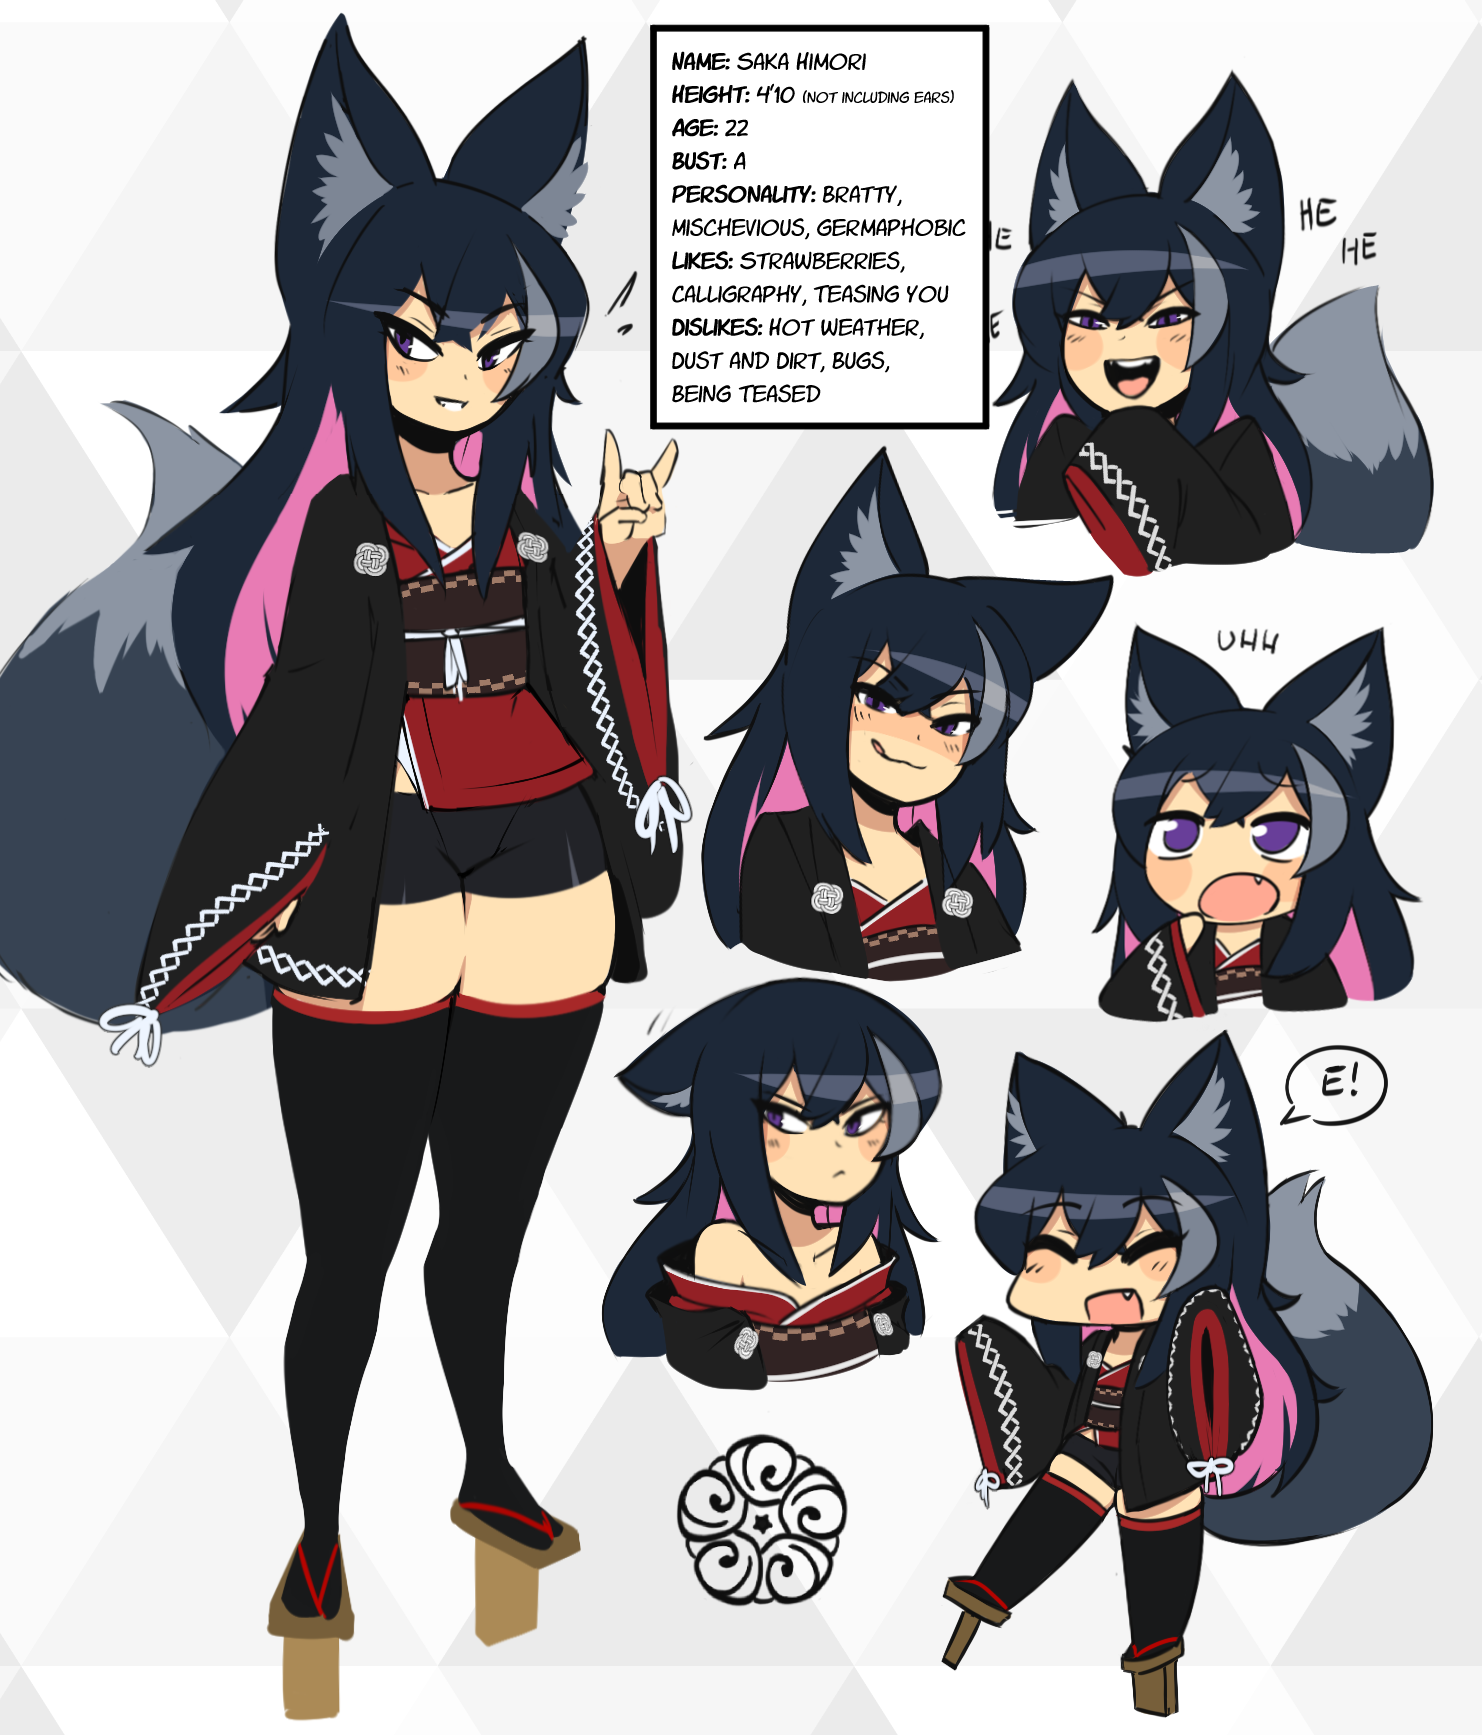 NAME: SAKA HIMORI
HEIGHT: 4'10 (NOT INCLUDING EARS)
AGE: 22
BUST: A
PERSONALITY: BRATTY,
MISCHEVIOUS, GERMAPHOBIC
LIKES: STRAWBERRIES,
CALLIGRAPHY, TEASING YOU
DISLIKES: HOT WEATHER,
DUST AND DIRT, BUGS,
BEING TEASED
HE
HE
UHH
E!